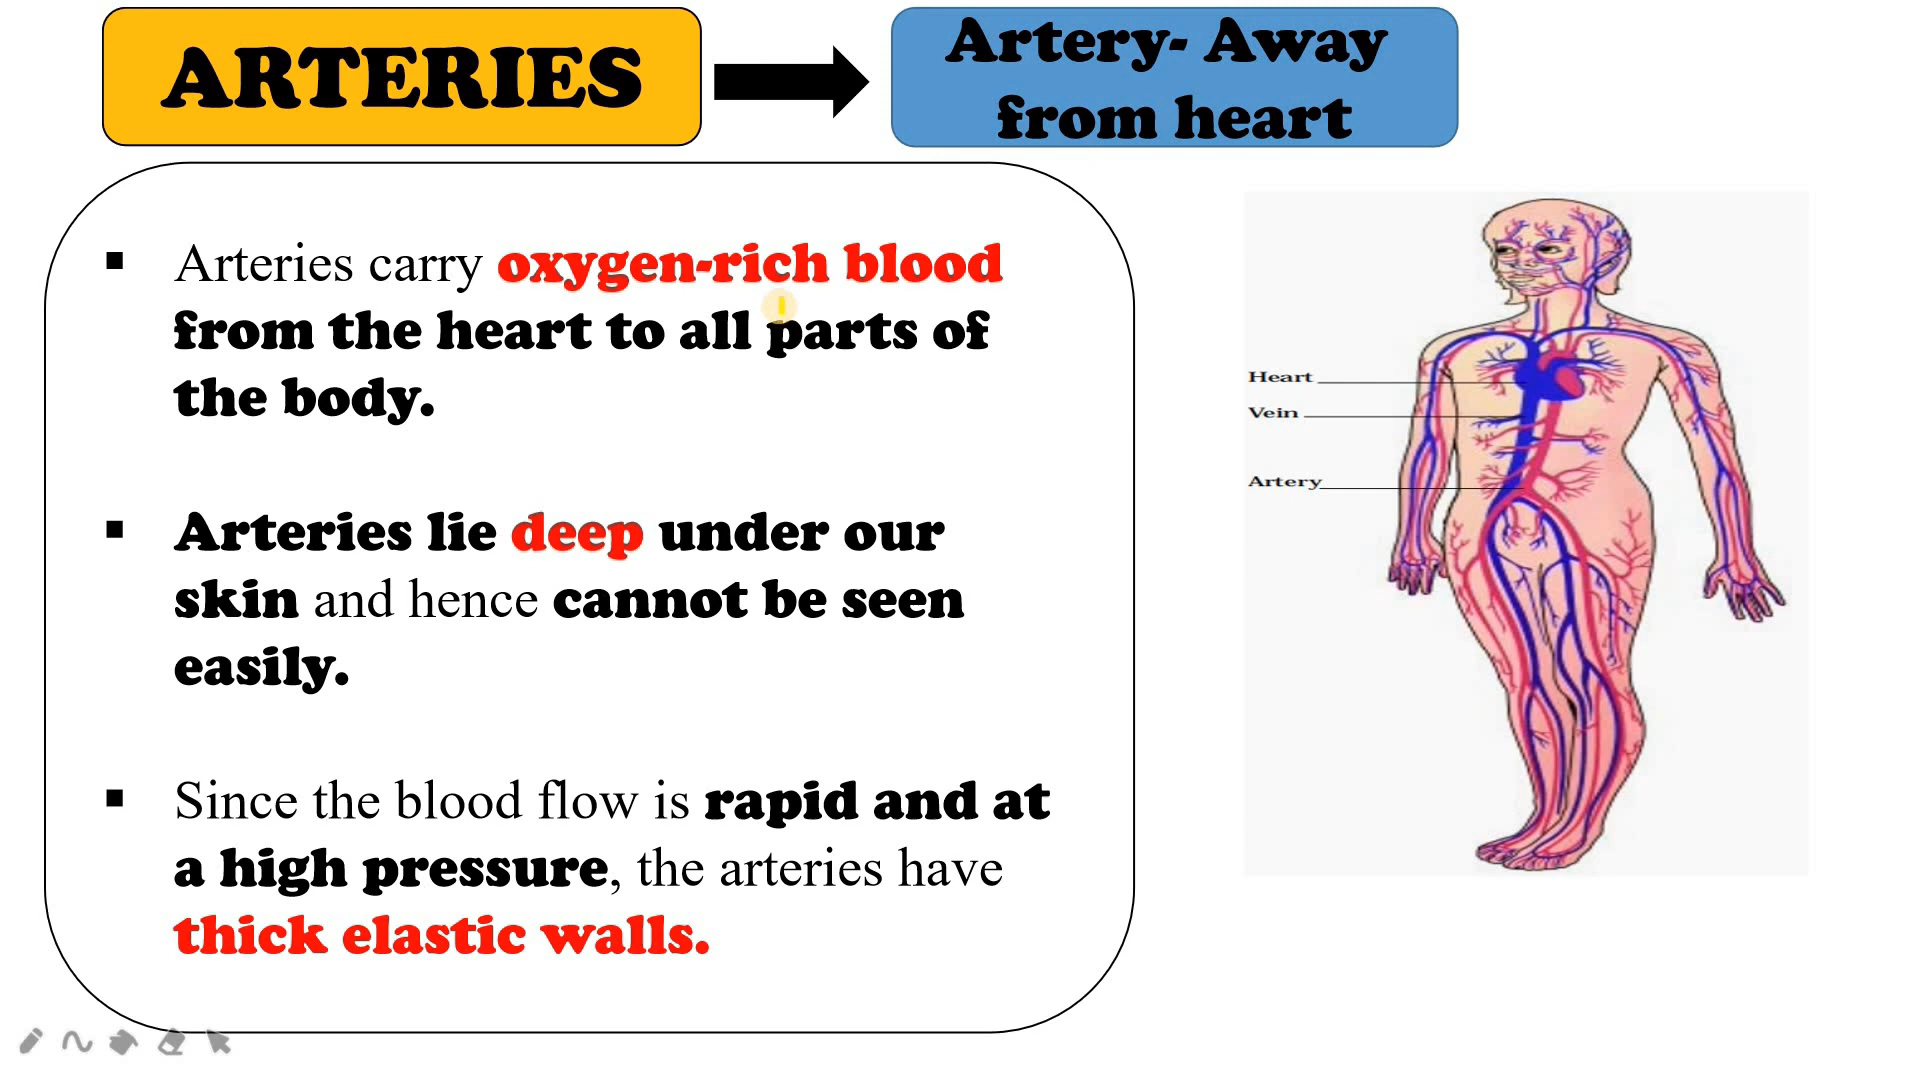 ARTERIES
Artery- Away
from heart
▪ Arteries carry oxygen-rich blood
from the heart to all parts of
the body.
▪ Arteries lie deep under our
skin and hence cannot be seen
easily.
▪ Since the blood flow is rapid and at
a high pressure, the arteries have
thick elastic walls.
Heart
Vein
Artery